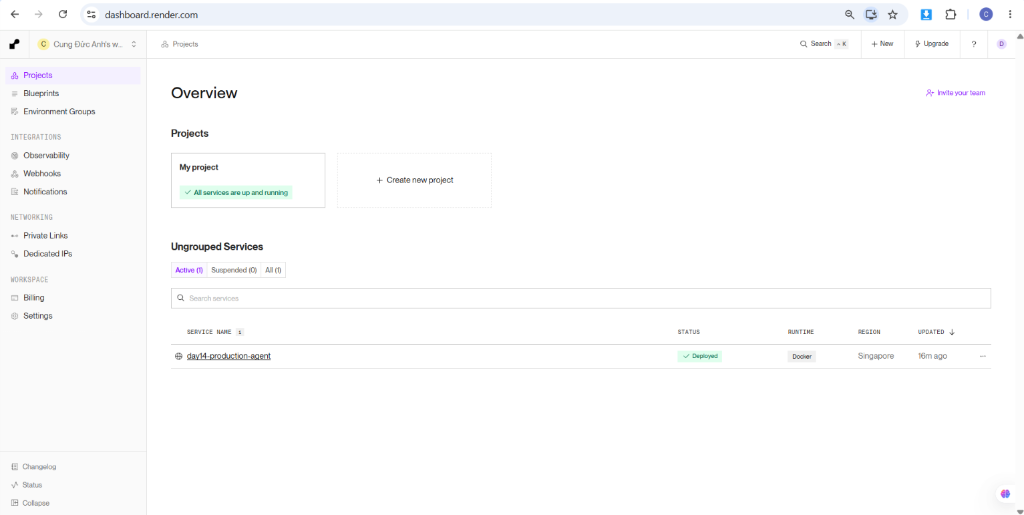 dashboard.render.com
C
C Cung Đức Anh's w...
Projects
Search + K
+ New
Upgrade
?
D
Projects
Blueprints
Environment Groups
INTEGRATIONS
Observability
Webhooks
Notifications
NETWORKING
Private Links
Dedicated IPs
WORKSPACE
Billing
Settings
Changelog
Status
Collapse
Overview
Invite your team
Projects
My project
All services are up and running
+ Create new project
Ungrouped Services
Active (1) Suspended (0) All (1)
Search services
SERVICE NAME i STATUS RUNTIME REGION UPDATED ↓
day14-production-agent Deployed Docker Singapore 16m ago ...